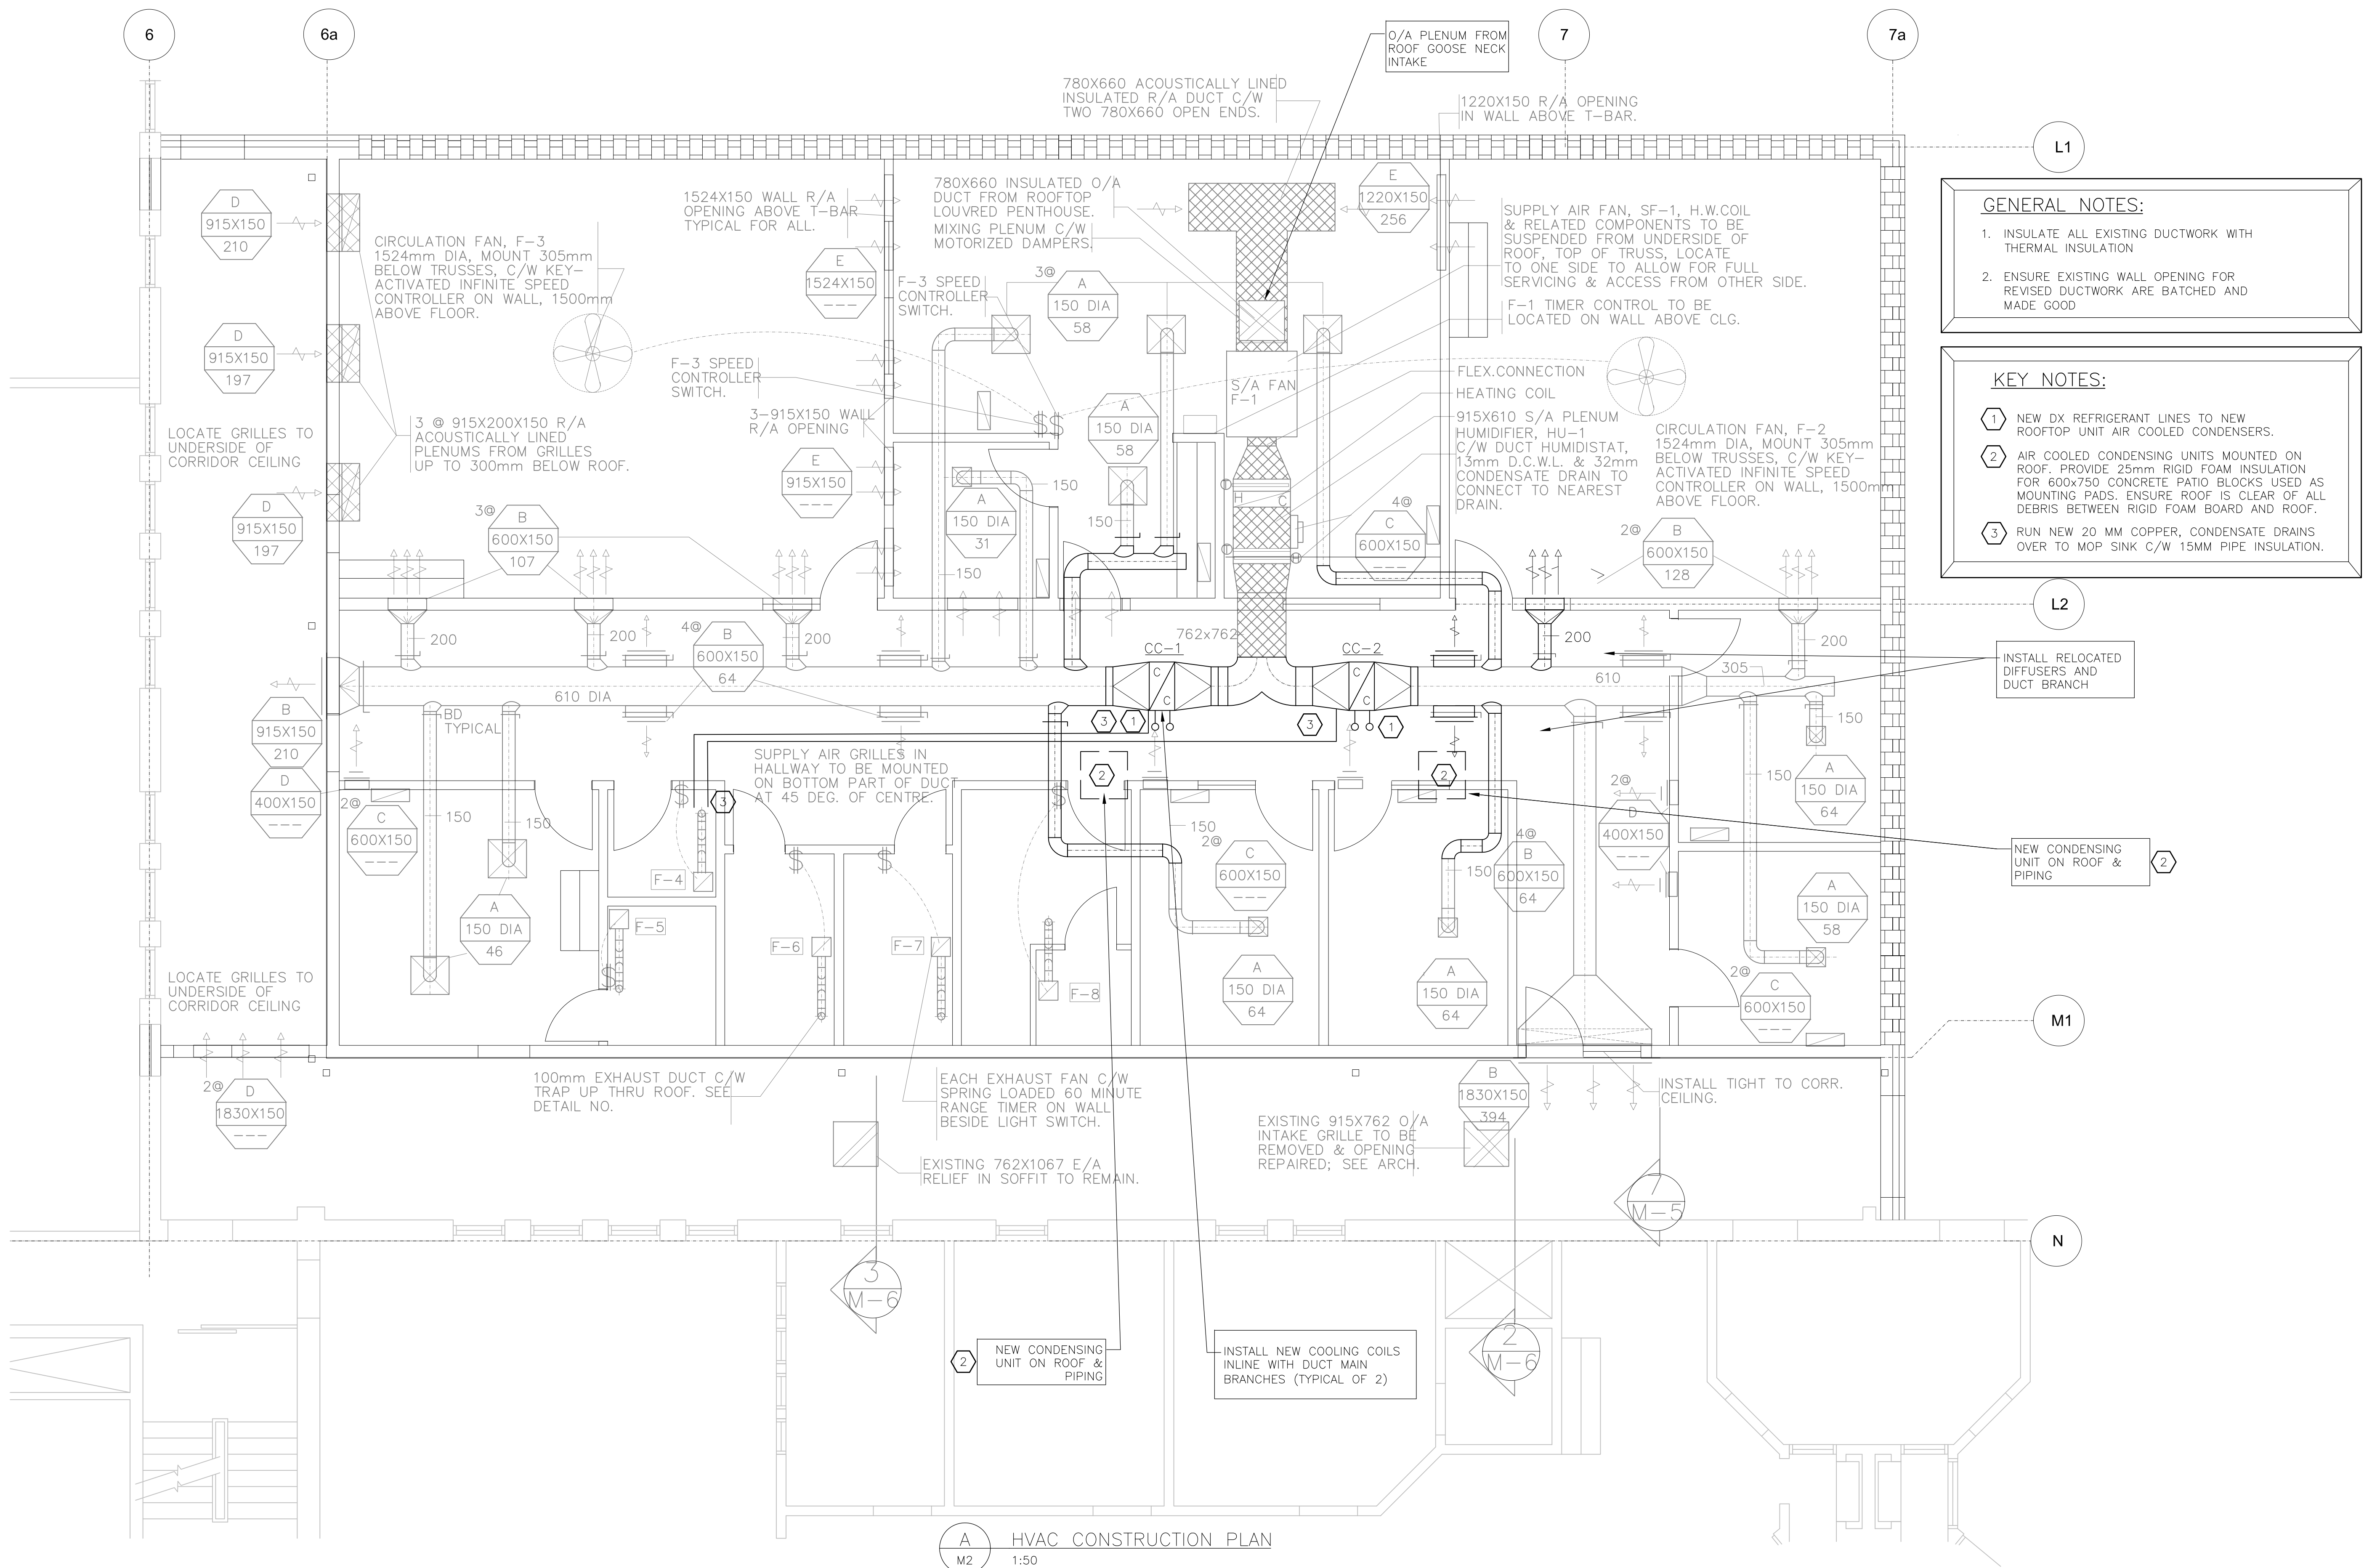 6
6a
7
7a
O/A PLENUM FROM
ROOF GOOSE NECK
INTAKE
780X660 ACOUSTICALLY LINED
INSULATED R/A DUCT C/W
TWO 780X660 OPEN ENDS.
1220X150 R/A OPENING
IN WALL ABOVE T-BAR.
L1
GENERAL NOTES:
1. INSULATE ALL EXISTING DUCTWORK WITH
THERMAL INSULATION
2. ENSURE EXISTING WALL OPENING FOR
REVISED DUCTWORK ARE BATCHED AND
MADE GOOD
KEY NOTES:
1 NEW DX REFRIGERANT LINES TO NEW
ROOFTOP UNIT AIR COOLED CONDENSERS.
2 AIR COOLED CONDENSING UNITS MOUNTED ON
ROOF. PROVIDE 25mm RIGID FOAM INSULATION
FOR 600x750 CONCRETE PATIO BLOCKS USED AS
MOUNTING PADS. ENSURE ROOF IS CLEAR OF ALL
DEBRIS BETWEEN RIGID FOAM BOARD AND ROOF.
3 RUN NEW 20 MM COPPER, CONDENSATE DRAINS
OVER TO MOP SINK C/W 15MM PIPE INSULATION.
D
915X150
210
CIRCULATION FAN, F-3
1524mm DIA, MOUNT 305mm
BELOW TRUSSES, C/W KEY-
ACTIVATED INFINITE SPEED
CONTROLLER ON WALL, 1500mm
ABOVE FLOOR.
1524X150 WALL R/A
OPENING ABOVE T-BAR
TYPICAL FOR ALL.
780X660 INSULATED O/A
DUCT FROM ROOFTOP
LOUVRED PENTHOUSE.
MIXING PLENUM C/W
MOTORIZED DAMPERS.
E
1220X150
256
SUPPLY AIR FAN, SF-1, H.W.COIL
& RELATED COMPONENTS TO BE
SUSPENDED FROM UNDERSIDE OF
ROOF, TOP OF TRUSS, LOCATE
TO ONE SIDE TO ALLOW FOR FULL
SERVICING & ACCESS FROM OTHER SIDE.
F-1 TIMER CONTROL TO BE
LOCATED ON WALL ABOVE CLG.
E
1524X150
---
F-3 SPEED
CONTROLLER
SWITCH.
3@
A
150 DIA
58
D
915X150
197
F-3 SPEED
CONTROLLER
SWITCH.
S/A FAN
F-1
FLEX.CONNECTION
HEATING COIL
915X610 S/A PLENUM
HUMIDIFIER, HU-1
C/W DUCT HUMIDISTAT,
13mm D.C.W.L. & 32mm
CONDENSATE DRAIN TO
CONNECT TO NEAREST
DRAIN.
CIRCULATION FAN, F-2
1524mm DIA, MOUNT 305mm
BELOW TRUSSES, C/W KEY-
ACTIVATED INFINITE SPEED
CONTROLLER ON WALL, 1500mm
ABOVE FLOOR.
LOCATE GRILLES TO
UNDERSIDE OF
CORRIDOR CEILING
3 @ 915X200X150 R/A
ACOUSTICALLY LINED
PLENUMS FROM GRILLES
UP TO 300mm BELOW ROOF.
3-915X150 WALL
R/A OPENING
$$
A
150 DIA
58
E
915X150
---
D
915X150
197
150
A
150 DIA
31
150
H
C
4@
C
600X150
---
3@
B
600X150
107
150
2@
B
600X150
128
L2
200
200
200
4@
B
600X150
64
762x762
CC-1
CC-2
200
200
INSTALL RELOCATED
DIFFUSERS AND
DUCT BRANCH
610 DIA
C
C
C
C
610
305
B
915X150
210
BD
TYPICAL
3
1
3
1
150
SUPPLY AIR GRILLES IN
HALLWAY TO BE MOUNTED
ON BOTTOM PART OF DUCT
AT 45 DEG. OF CENTRE.
2
2
D
400X150
---
2@
C
600X150
---
150
150
$
3
$
150
2@
C
600X150
---
2@
D
400X150
---
150
A
150 DIA
64
4@
B
600X150
64
150
NEW CONDENSING
UNIT ON ROOF &
PIPING
2
F-4
$
$
A
150 DIA
46
F-5
F-6
F-7
F-8
$
A
150 DIA
64
A
150 DIA
64
A
150 DIA
58
2@
C
600X150
---
LOCATE GRILLES TO
UNDERSIDE OF
CORRIDOR CEILING
M1
2@
D
1830X150
---
100mm EXHAUST DUCT C/W
TRAP UP THRU ROOF. SEE
DETAIL NO.
EACH EXHAUST FAN C/W
SPRING LOADED 60 MINUTE
RANGE TIMER ON WALL
BESIDE LIGHT SWITCH.
B
1830X150
394
INSTALL TIGHT TO CORR.
CEILING.
EXISTING 915X762 O/A
INTAKE GRILLE TO BE
REMOVED & OPENING
REPAIRED; SEE ARCH.
EXISTING 762X1067 E/A
RELIEF IN SOFFIT TO REMAIN.
7
M-5
N
3
M-6
2
M-6
2
NEW CONDENSING
UNIT ON ROOF &
PIPING
INSTALL NEW COOLING COILS
INLINE WITH DUCT MAIN
BRANCHES (TYPICAL OF 2)
A
M2
HVAC CONSTRUCTION PLAN
1:50